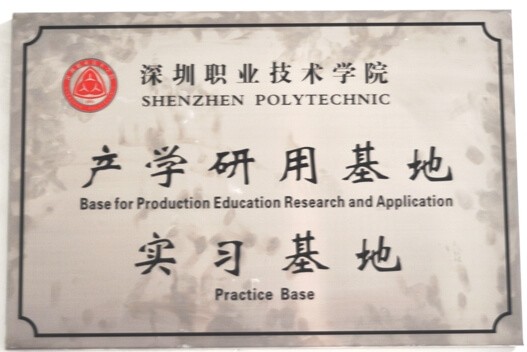 深圳职业技术学院
SHENZHEN POLYTECHNIC
产学研用基地
Base for Production Education Research and Application
实习基地
Practice Base